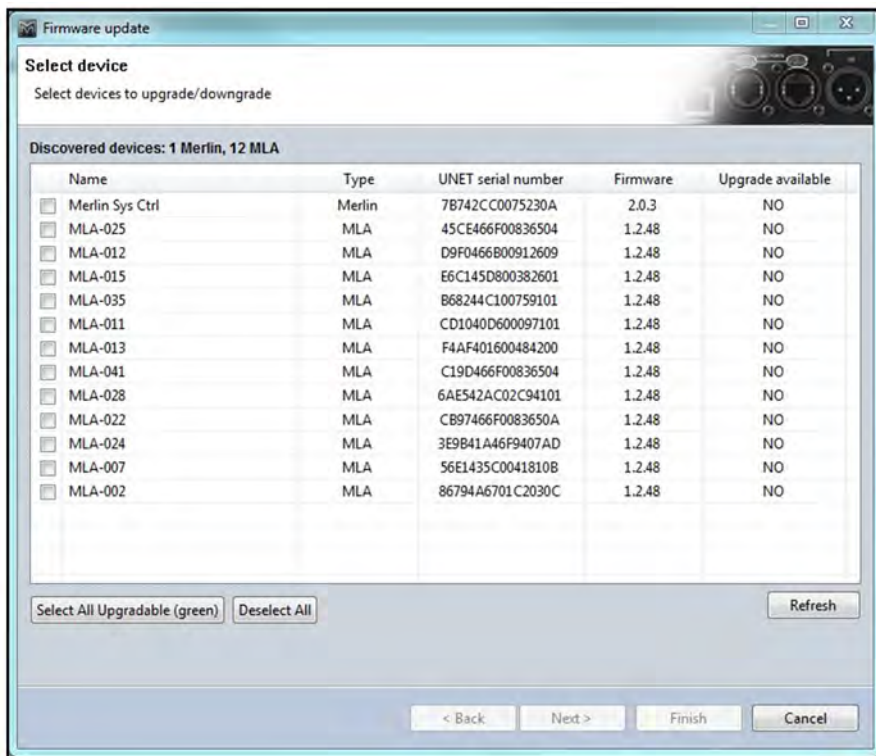 Firmware update
Select device
Select devices to upgrade/downgrade
Discovered devices: 1 Merlin, 12 MLA
Name Type UNET serial number Firmware Upgrade available
Merlin Sys Ctrl Merlin 7B742CC0075230A 2.0.3 NO
MLA-025 MLA 45CE466F00836504 1.2.48 NO
MLA-012 MLA D9F0466B00912609 1.2.48 NO
MLA-015 MLA E6C145D800382601 1.2.48 NO
MLA-035 MLA B68244C100759101 1.2.48 NO
MLA-011 MLA CD1040D600097101 1.2.48 NO
MLA-013 MLA F4AF401600484200 1.2.48 NO
MLA-041 MLA C19D466F00836504 1.2.48 NO
MLA-028 MLA 6AE542AC02C94101 1.2.48 NO
MLA-022 MLA CB97466F0083650A 1.2.48 NO
MLA-024 MLA 3E9B41A46F9407AD 1.2.48 NO
MLA-007 MLA 56E1435C0041810B 1.2.48 NO
MLA-002 MLA 86794A6701C2030C 1.2.48 NO
Select All Upgradable (green) Deselect All Refresh
< Back Next > Finish Cancel